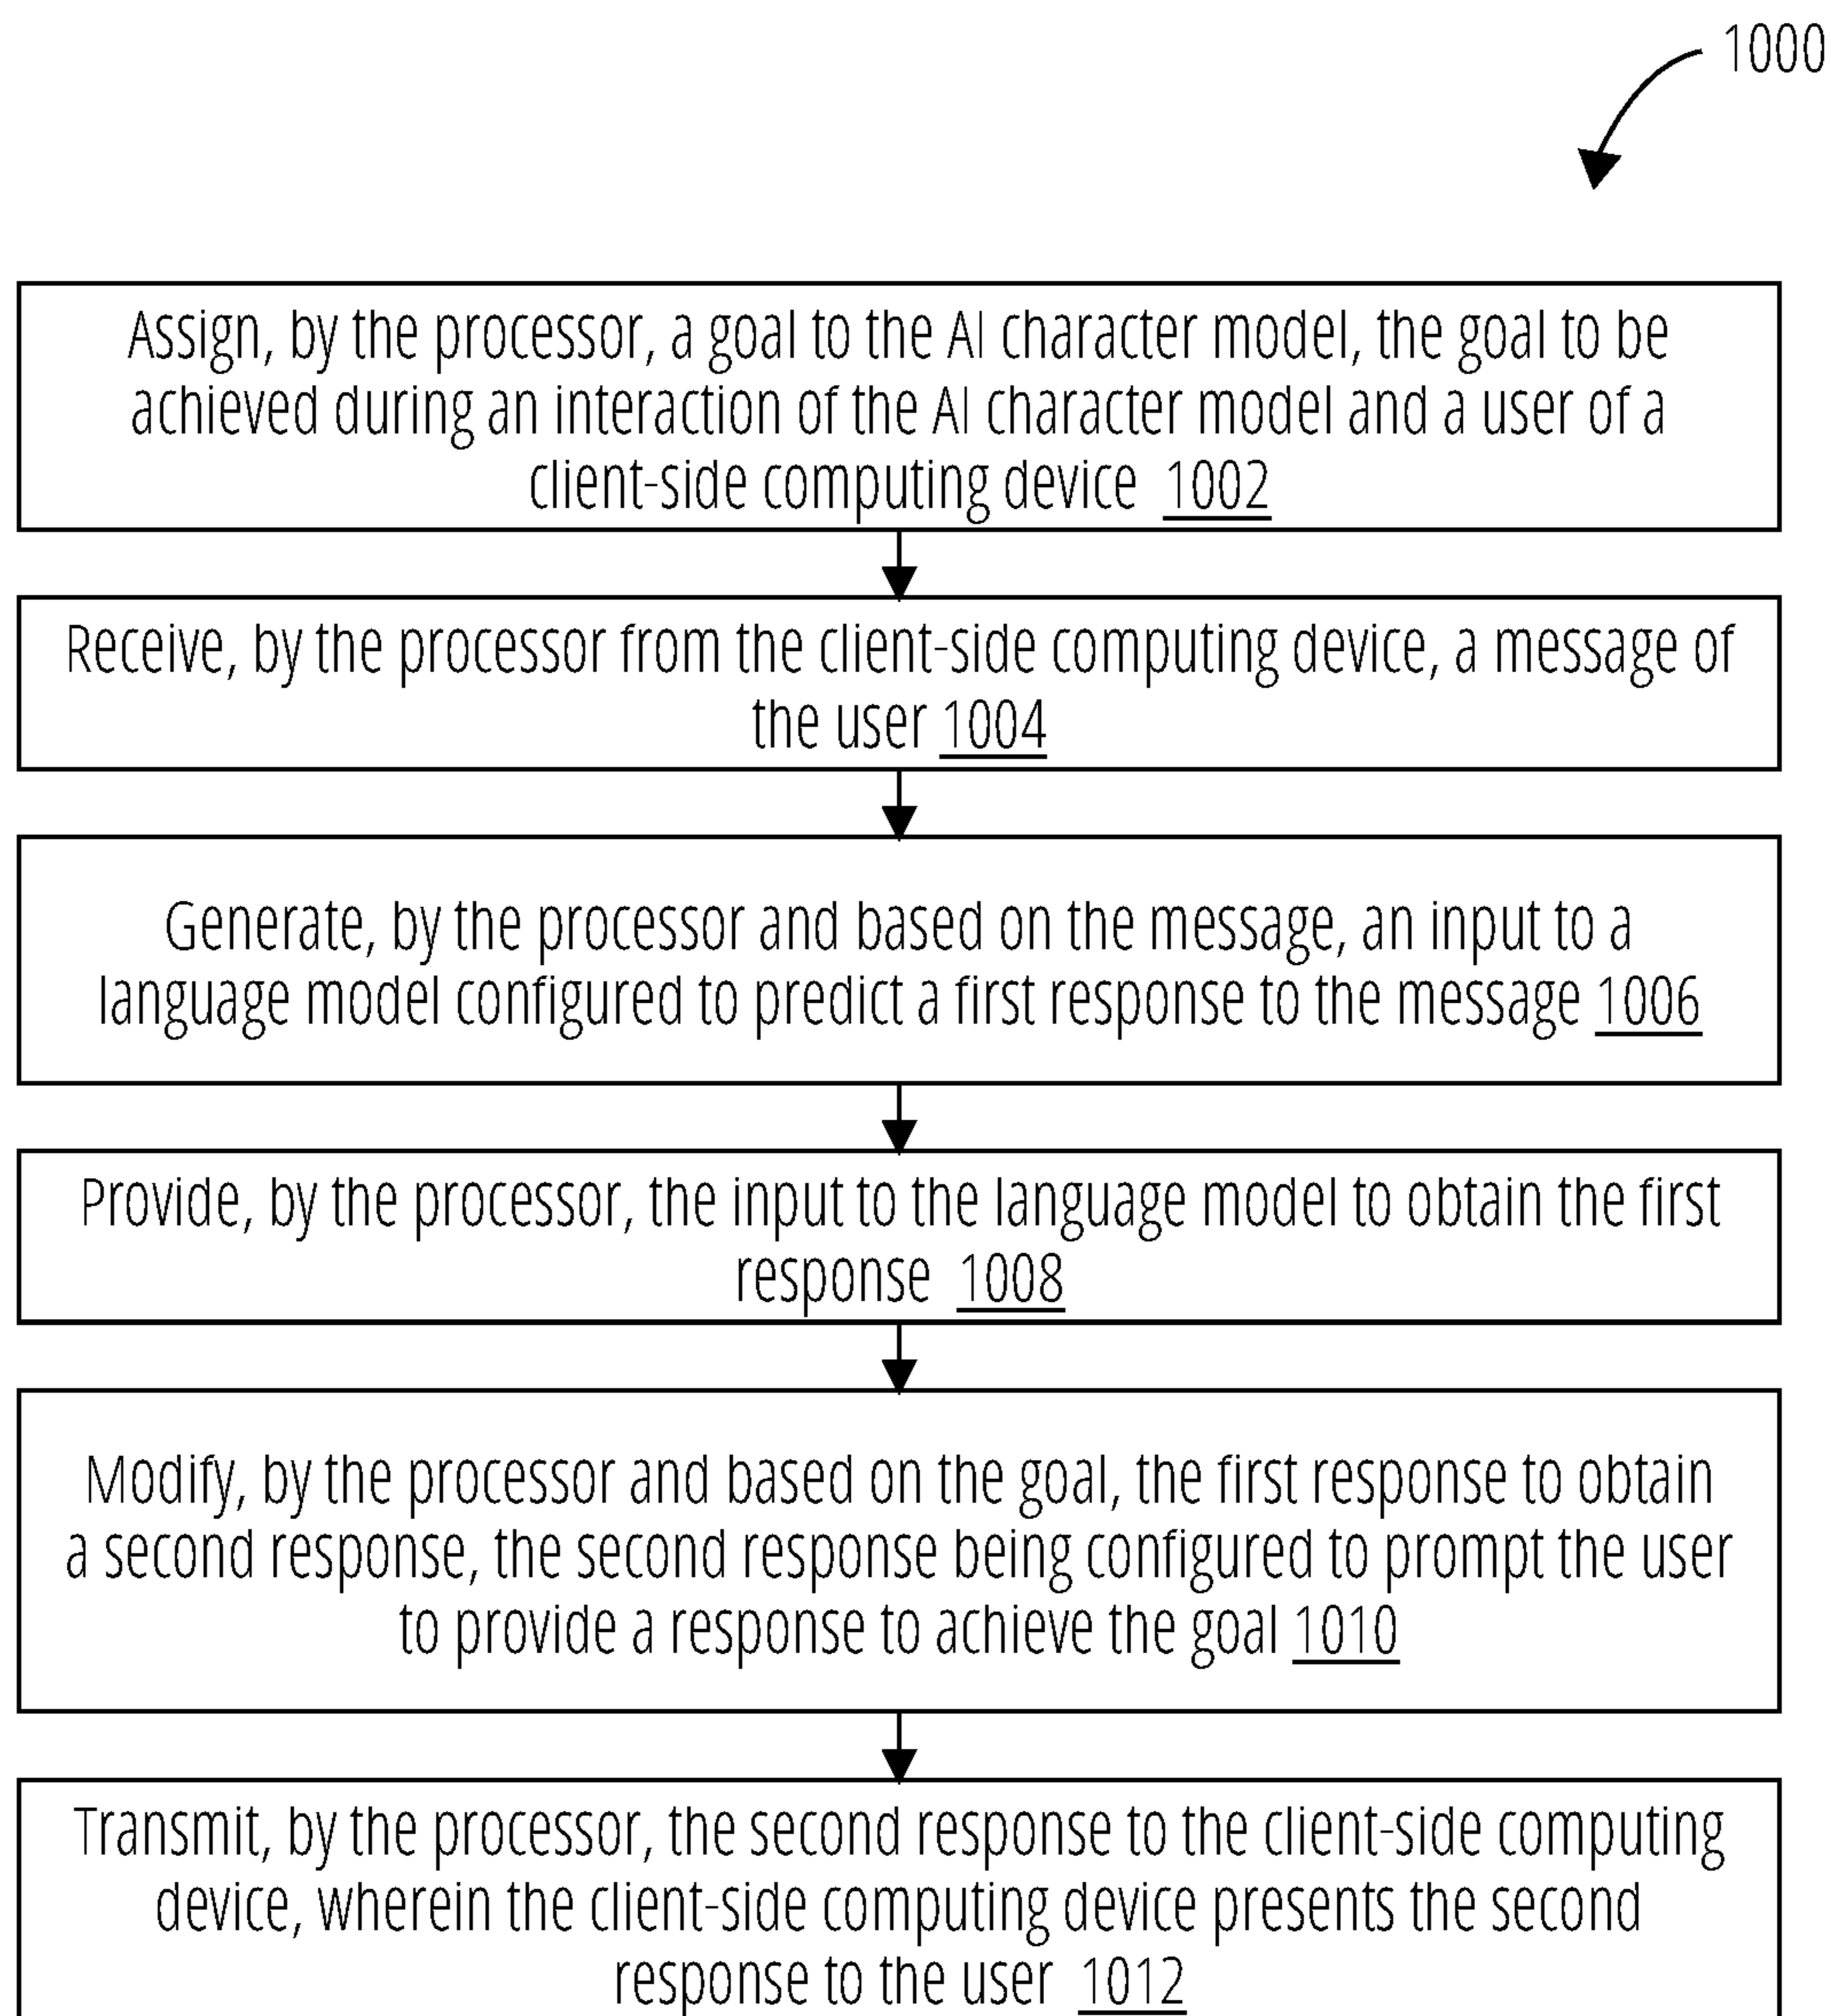 1000
Assign, by the processor, a goal to the AI character model, the goal to be
achieved during an interaction of the AI character model and a user of a
client-side computing device 1002
Receive, by the processor from the client-side computing device, a message of
the user 1004
Generate, by the processor and based on the message, an input to a
language model configured to predict a first response to the message 1006
Provide, by the processor, the input to the language model to obtain the first
response 1008
Modify, by the processor and based on the goal, the first response to obtain
a second response, the second response being configured to prompt the user
to provide a response to achieve the goal 1010
Transmit, by the processor, the second response to the client-side computing
device, wherein the client-side computing device presents the second
response to the user 1012